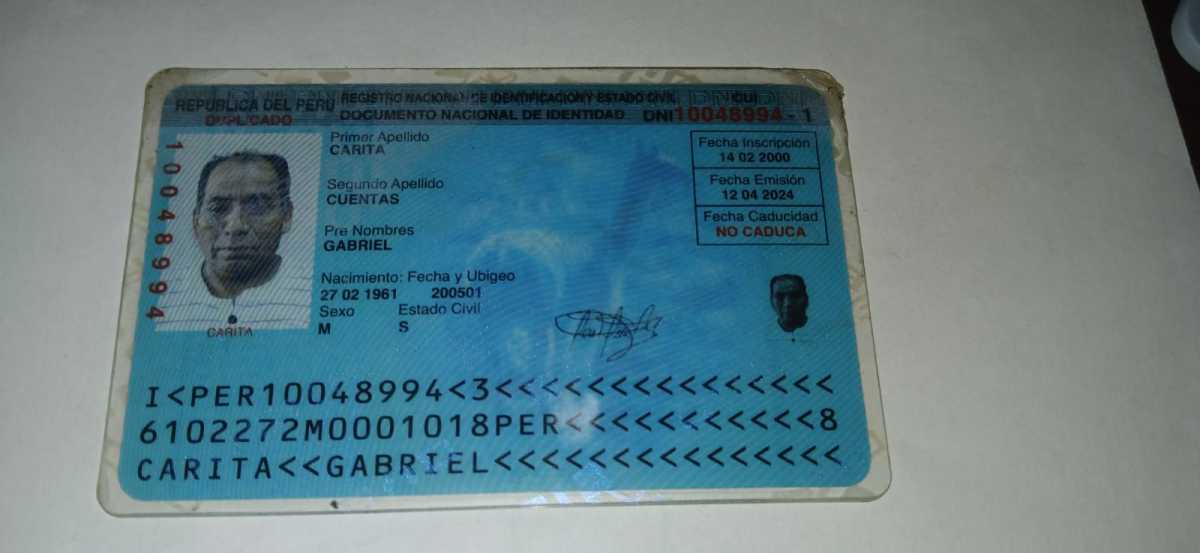 REPUBLICA DEL PERU
DUPLICADO
REGISTRO NACIONAL DE IDENTIFICACION Y ESTADO CIVIL
DOCUMENTO NACIONAL DE IDENTIDAD
CUI
DNI 10048994 - 1
10048994
CARITA
Primer Apellido
CARITA
Segundo Apellido
CUENTAS
Pre Nombres
GABRIEL
Nacimiento: Fecha y Ubigeo
27 02 1961 200501
Sexo Estado Civil
M S
Fecha Inscripción
14 02 2000
Fecha Emisión
12 04 2024
Fecha Caducidad
NO CADUCA
I<PER10048994<3<<<<<<<<<<<<<<<
6102272M0001018PER<<<<<<<<<<<8
CARITA<<GABRIEL<<<<<<<<<<<<<<<